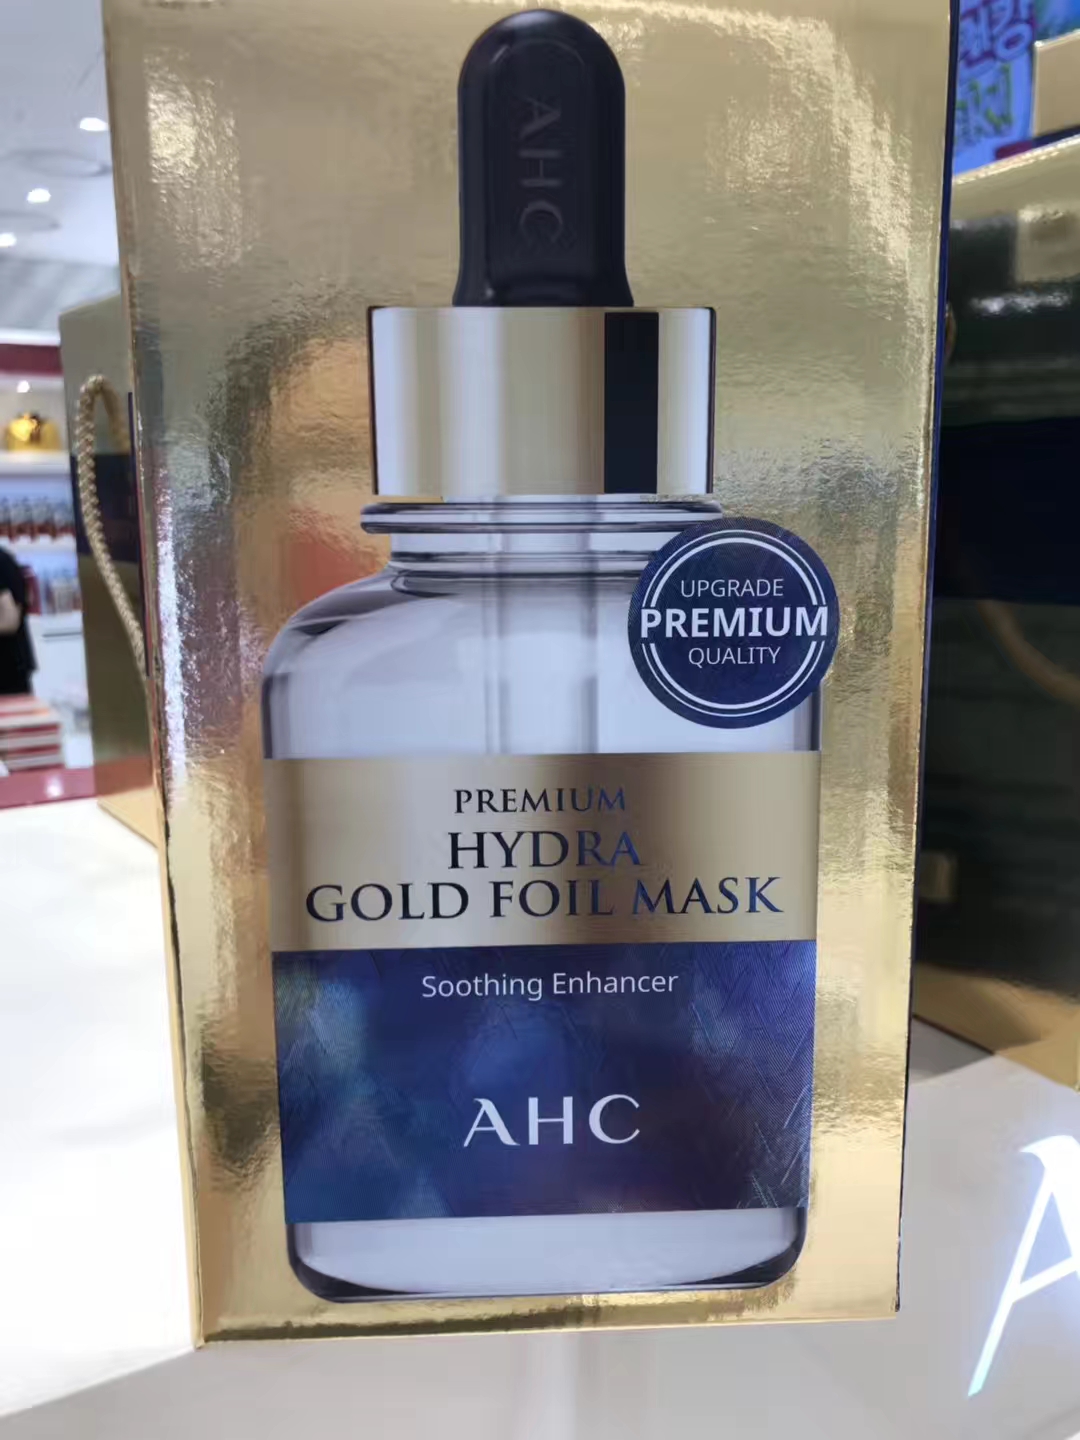 AHC
UPGRADE
PREMIUM
QUALITY
PREMIUM
HYDRA
GOLD FOIL MASK
Soothing Enhancer
AHC
A